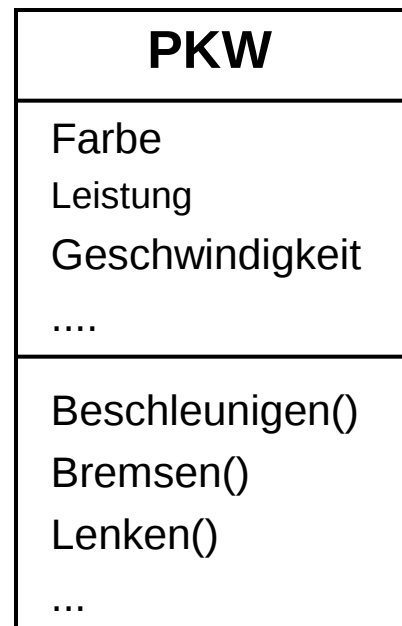 PKW
Farbe
Leistung
Geschwindigkeit
....
Beschleunigen()
Bremsen()
Lenken()
...